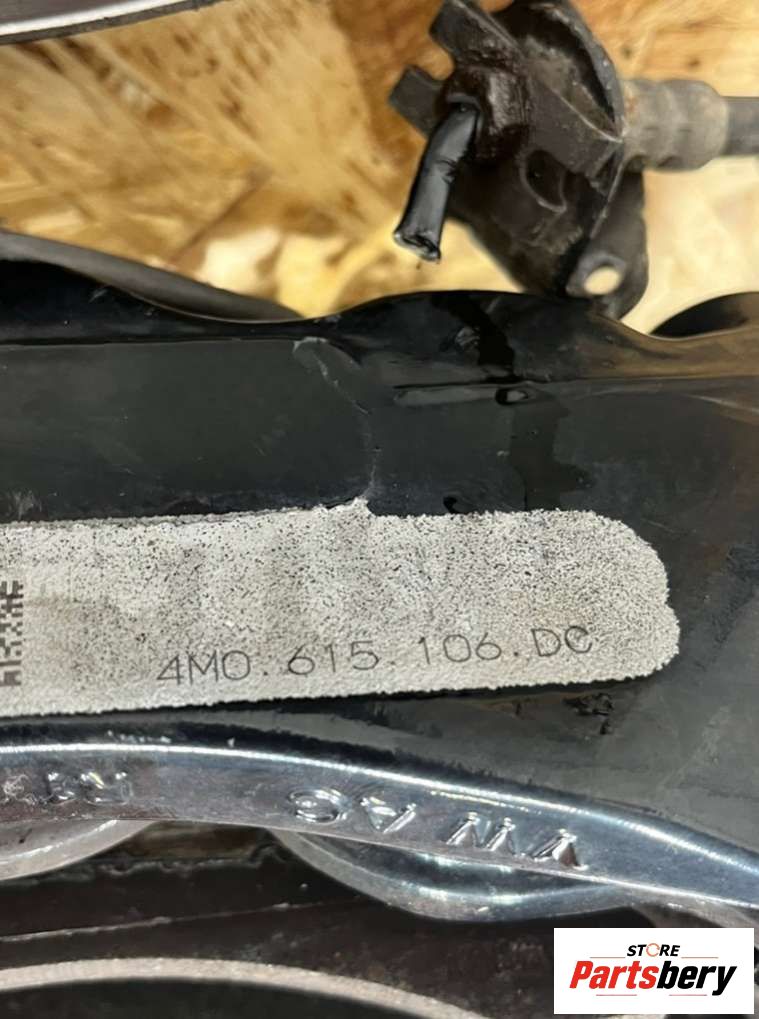 4M0.615.106.DC
VW AG
STORE
Partsbery